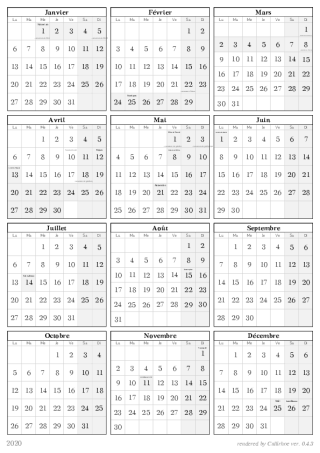 Janvier
Lu Ma Me Je Ve Sa Di
1 2 3 4 5
6 7 8 9 10 11 12
13 14 15 16 17 18 19
20 21 22 23 24 25 26
27 28 29 30 31
Février
Lu Ma Me Je Ve Sa Di
1 2
3 4 5 6 7 8 9
10 11 12 13 14 15 16
17 18 19 20 21 22 23
24 25 26 27 28 29
Mars
Lu Ma Me Je Ve Sa Di
1
2 3 4 5 6 7 8
9 10 11 12 13 14 15
16 17 18 19 20 21 22
23 24 25 26 27 28 29
30 31
Avril
Lu Ma Me Je Ve Sa Di
1 2 3 4 5
6 7 8 9 10 11 12
13 14 15 16 17 18 19
20 21 22 23 24 25 26
27 28 29 30
Mai
Lu Ma Me Je Ve Sa Di
1 2 3
4 5 6 7 8 9 10
11 12 13 14 15 16 17
18 19 20 21 22 23 24
25 26 27 28 29 30 31
Juin
Lu Ma Me Je Ve Sa Di
1 2 3 4 5 6 7
8 9 10 11 12 13 14
15 16 17 18 19 20 21
22 23 24 25 26 27 28
29 30
Juillet
Lu Ma Me Je Ve Sa Di
1 2 3 4 5
6 7 8 9 10 11 12
13 14 15 16 17 18 19
20 21 22 23 24 25 26
27 28 29 30 31
Août
Lu Ma Me Je Ve Sa Di
1 2
3 4 5 6 7 8 9
10 11 12 13 14 15 16
17 18 19 20 21 22 23
24 25 26 27 28 29 30
31
Septembre
Lu Ma Me Je Ve Sa Di
1 2 3 4 5 6
7 8 9 10 11 12 13
14 15 16 17 18 19 20
21 22 23 24 25 26 27
28 29 30
Octobre
Lu Ma Me Je Ve Sa Di
1 2 3 4
5 6 7 8 9 10 11
12 13 14 15 16 17 18
19 20 21 22 23 24 25
26 27 28 29 30 31
Novembre
Lu Ma Me Je Ve Sa Di
1
2 3 4 5 6 7 8
9 10 11 12 13 14 15
16 17 18 19 20 21 22
23 24 25 26 27 28 29
30
Décembre
Lu Ma Me Je Ve Sa Di
1 2 3 4 5 6
7 8 9 10 11 12 13
14 15 16 17 18 19 20
21 22 23 24 25 26 27
28 29 30 31
2020
rendered by Calkrine ver. 0.4.3